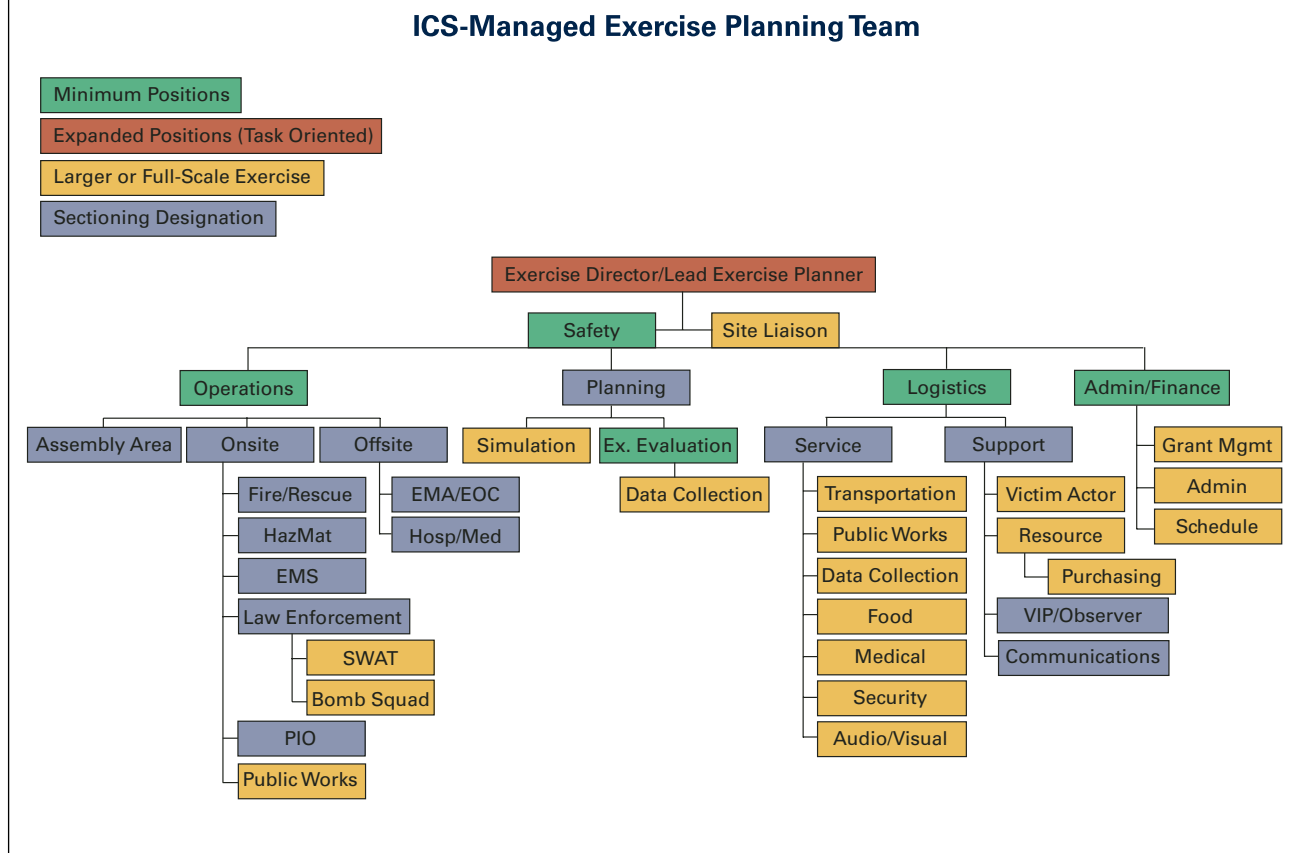 ICS-Managed Exercise Planning Team
Minimum Positions
Expanded Positions (Task Oriented)
Larger or Full-Scale Exercise
Sectioning Designation
Exercise Director/Lead Exercise Planner
Safety
Site Liaison
Operations
Planning
Logistics
Admin/Finance
Assembly Area
Onsite
Offsite
Simulation
Ex. Evaluation
Service
Support
Grant Mgmt
Fire/Rescue
EMA/EOC
Data Collection
Transportation
Victim Actor
Admin
HazMat
Hosp/Med
Public Works
Resource
Schedule
EMS
Data Collection
Purchasing
Law Enforcement
Food
VIP/Observer
SWAT
Medical
Communications
Bomb Squad
Security
PIO
Audio/Visual
Public Works